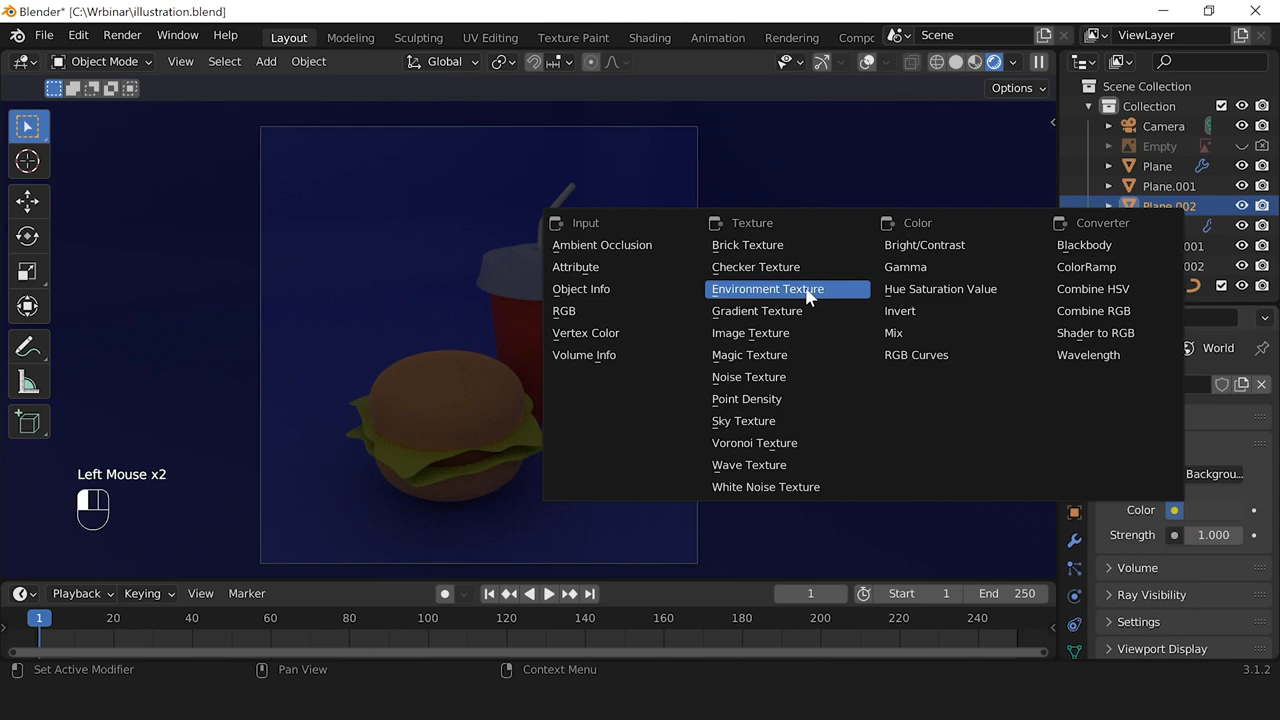 Blender* [C:\Wrbinar\illustration.blend]
File Edit Render Window Help Layout Modeling Sculpting UV Editing Texture Paint Shading Animation Rendering Compc Scene ViewLayer
Object Mode View Select Add Object Global
Options
Scene Collection
Collection
Camera
Empty
Plane
Plane.001
Plane.002
001
002
Input Texture Color Converter
Ambient Occlusion Brick Texture Bright/Contrast Blackbody
Attribute Checker Texture Gamma ColorRamp
Object Info Environment Texture Hue Saturation Value Combine HSV
RGB Gradient Texture Invert Combine RGB
Vertex Color Image Texture Mix Shader to RGB
Volume Info Magic Texture RGB Curves Wavelength
Noise Texture
Point Density
Sky Texture
Voronoi Texture
Wave Texture
White Noise Texture
World
Backgrou...
Color
Strength 1.000
Volume
Ray Visibility
Settings
Viewport Display
Left Mouse x2
Playback Keying View Marker 1 Start 1 End 250
1 20 40 60 80 100 120 140 160 180 200 220 240
Set Active Modifier Pan View Context Menu 3.1.2